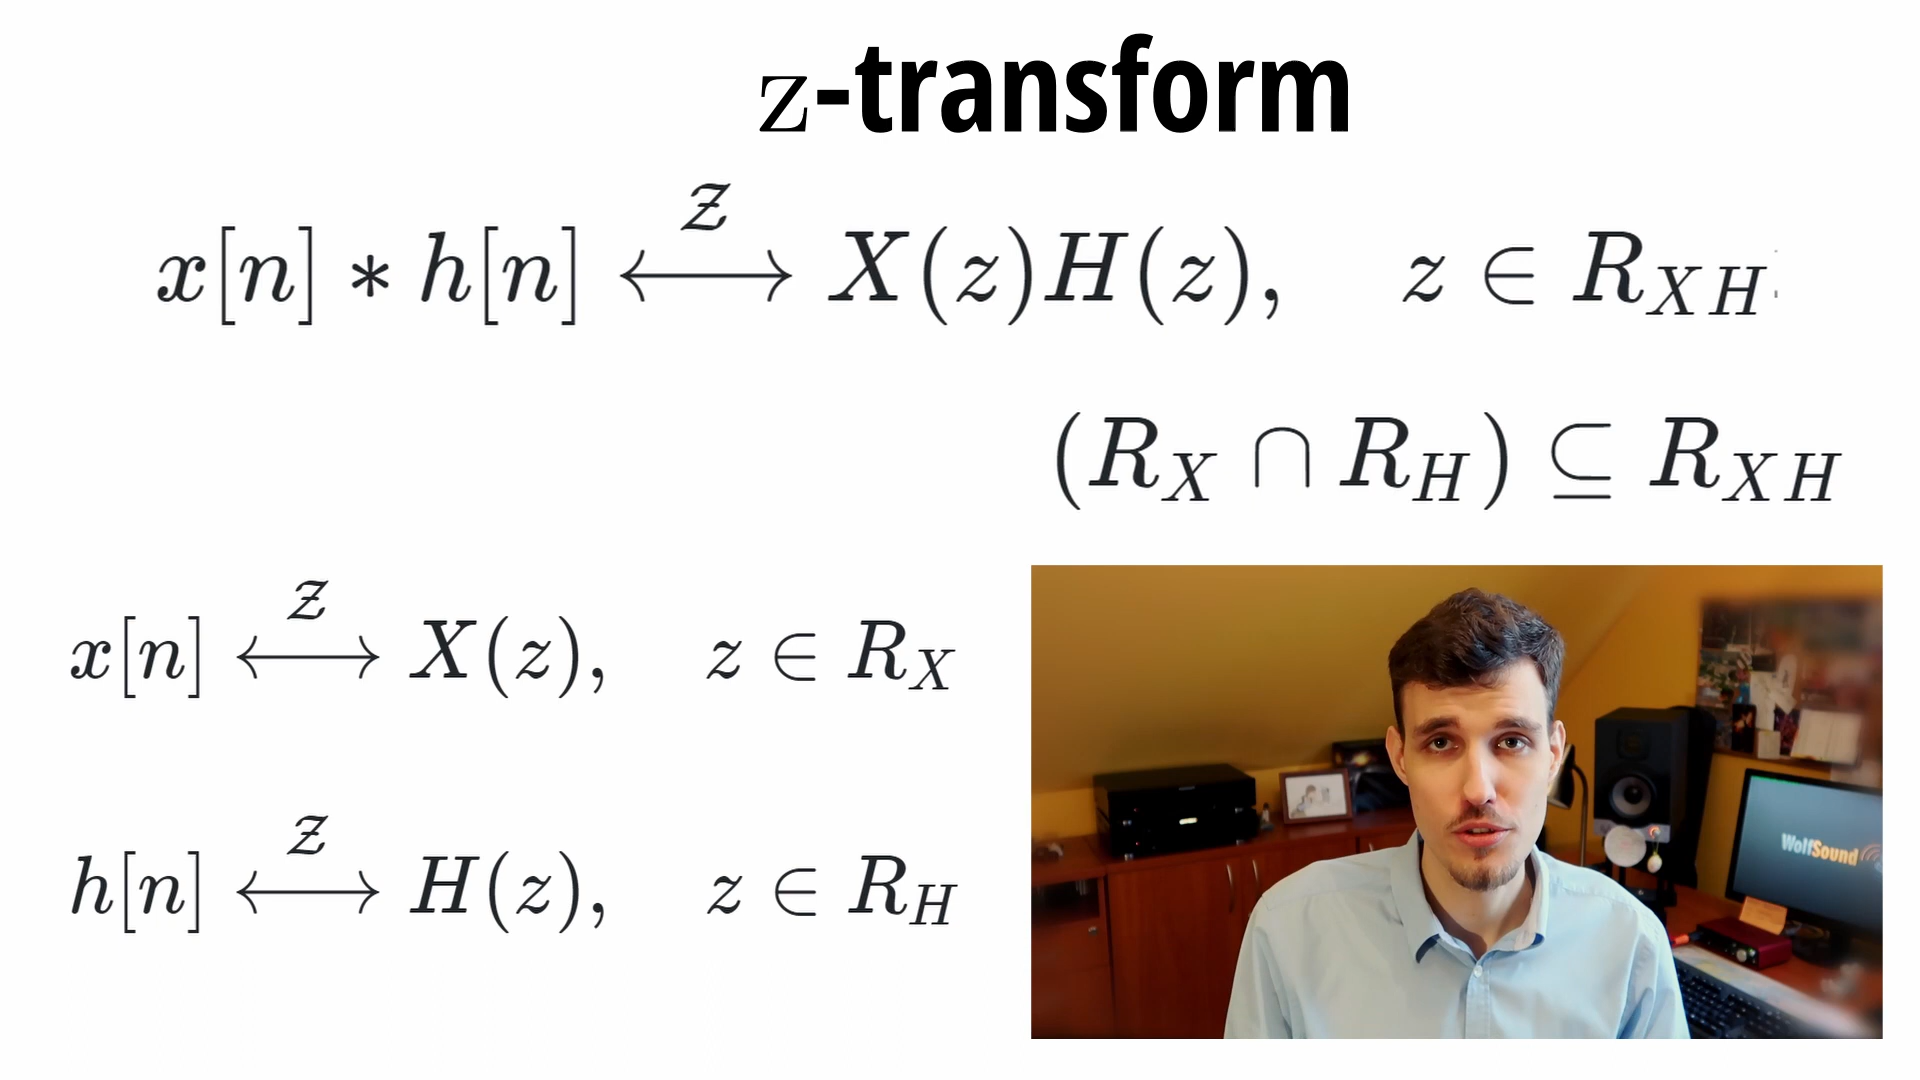 z-transform
x[n] ∗ h[n] 𝒵⟷ X(z)H(z), z ∈ R_XH
(R_X ∩ R_H) ⊆ R_XH
x[n] 𝒵⟷ X(z), z ∈ R_X
h[n] 𝒵⟷ H(z), z ∈ R_H
WolfSound